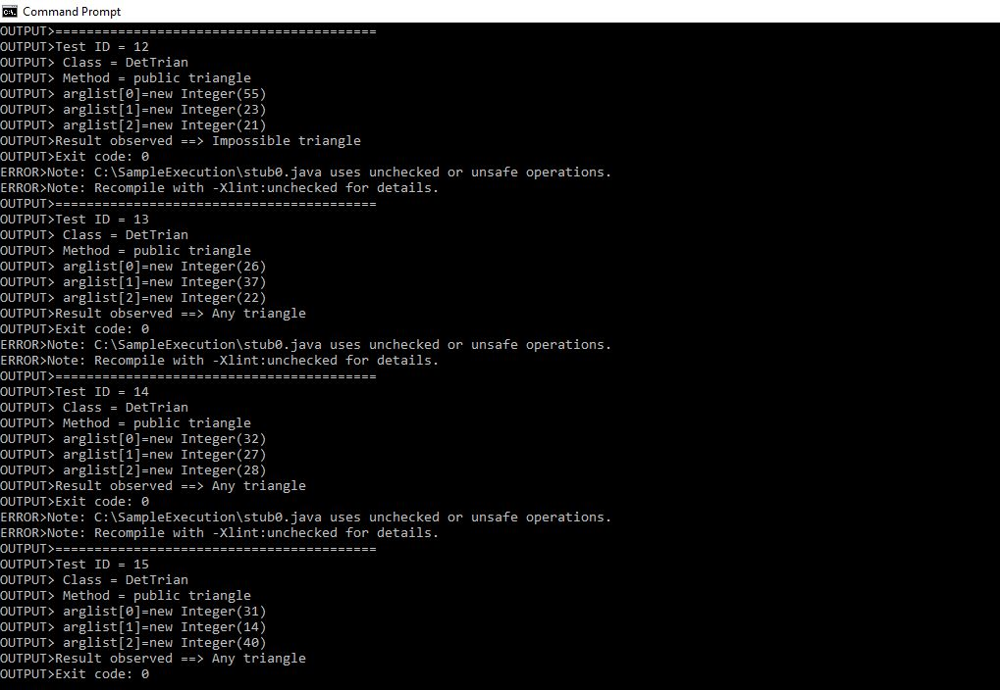 Command Prompt
OUTPUT>=========================================
OUTPUT>Test ID = 12
OUTPUT> Class = DetTrian
OUTPUT> Method = public triangle
OUTPUT> arglist[0]=new Integer(55)
OUTPUT> arglist[1]=new Integer(23)
OUTPUT> arglist[2]=new Integer(21)
OUTPUT>Result observed ==> Impossible triangle
OUTPUT>Exit code: 0
ERROR>Note: C:\SampleExecution\stub0.java uses unchecked or unsafe operations.
ERROR>Note: Recompile with -Xlint:unchecked for details.
OUTPUT>=========================================
OUTPUT>Test ID = 13
OUTPUT> Class = DetTrian
OUTPUT> Method = public triangle
OUTPUT> arglist[0]=new Integer(26)
OUTPUT> arglist[1]=new Integer(37)
OUTPUT> arglist[2]=new Integer(22)
OUTPUT>Result observed ==> Any triangle
OUTPUT>Exit code: 0
ERROR>Note: C:\SampleExecution\stub0.java uses unchecked or unsafe operations.
ERROR>Note: Recompile with -Xlint:unchecked for details.
OUTPUT>=========================================
OUTPUT>Test ID = 14
OUTPUT> Class = DetTrian
OUTPUT> Method = public triangle
OUTPUT> arglist[0]=new Integer(32)
OUTPUT> arglist[1]=new Integer(27)
OUTPUT> arglist[2]=new Integer(28)
OUTPUT>Result observed ==> Any triangle
OUTPUT>Exit code: 0
ERROR>Note: C:\SampleExecution\stub0.java uses unchecked or unsafe operations.
ERROR>Note: Recompile with -Xlint:unchecked for details.
OUTPUT>=========================================
OUTPUT>Test ID = 15
OUTPUT> Class = DetTrian
OUTPUT> Method = public triangle
OUTPUT> arglist[0]=new Integer(31)
OUTPUT> arglist[1]=new Integer(14)
OUTPUT> arglist[2]=new Integer(40)
OUTPUT>Result observed ==> Any triangle
OUTPUT>Exit code: 0